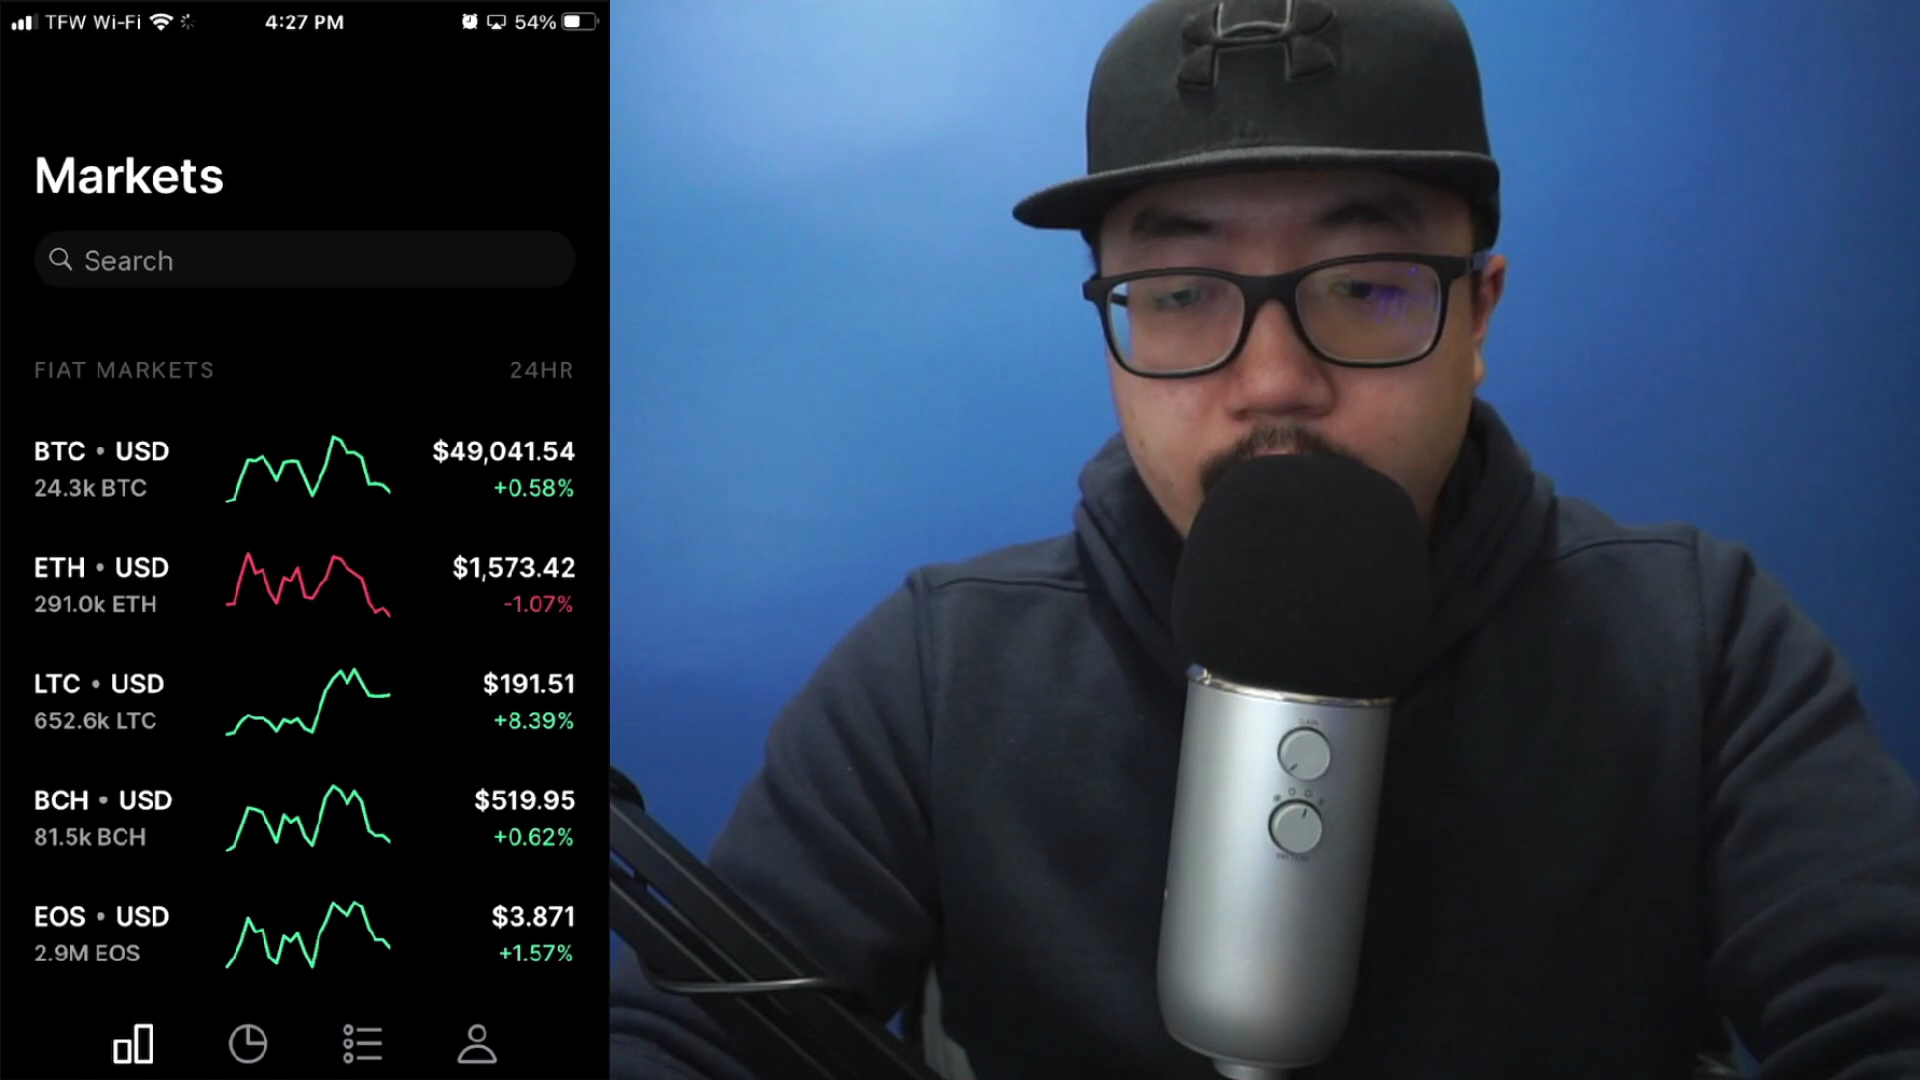 TFW Wi-Fi 4:27 PM 54%
Markets
Search
FIAT MARKETS 24HR
BTC • USD $49,041.54
24.3k BTC +0.58%
ETH • USD $1,573.42
291.0k ETH -1.07%
LTC • USD $191.51
652.6k LTC +8.39%
BCH • USD $519.95
81.5k BCH +0.62%
EOS • USD $3.871
2.9M EOS +1.57%
GAIN
PATTERN